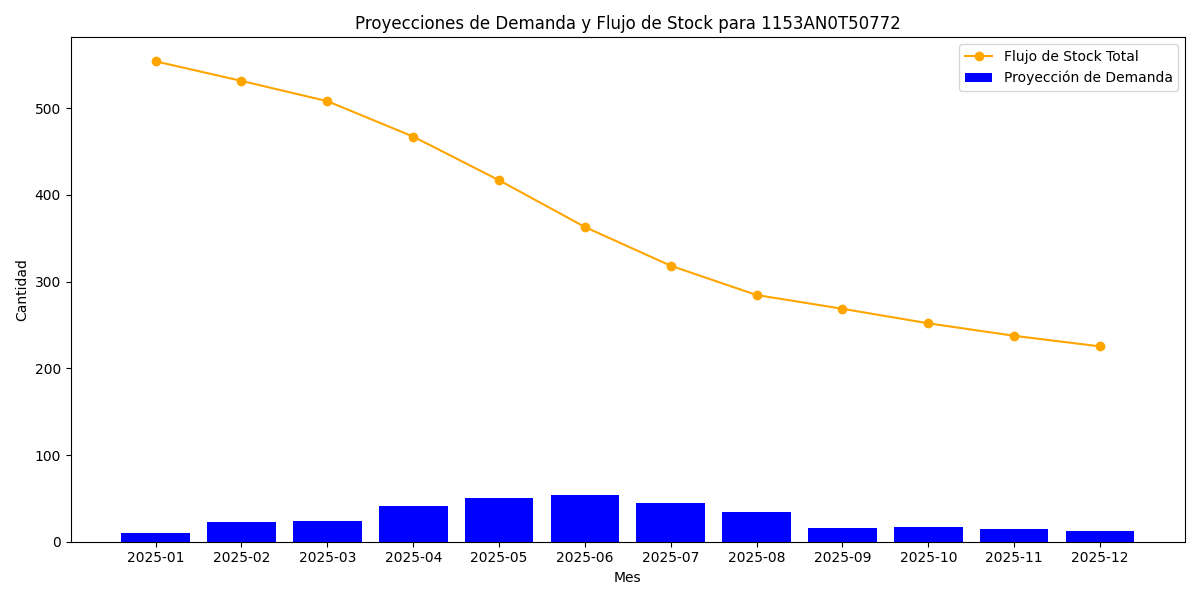 Proyecciones de Demanda y Flujo de Stock para 1153AN0T50772
Flujo de Stock Total
Proyección de Demanda
Cantidad
500
400
300
200
100
0
2025-01 2025-02 2025-03 2025-04 2025-05 2025-06 2025-07 2025-08 2025-09 2025-10 2025-11 2025-12
Mes